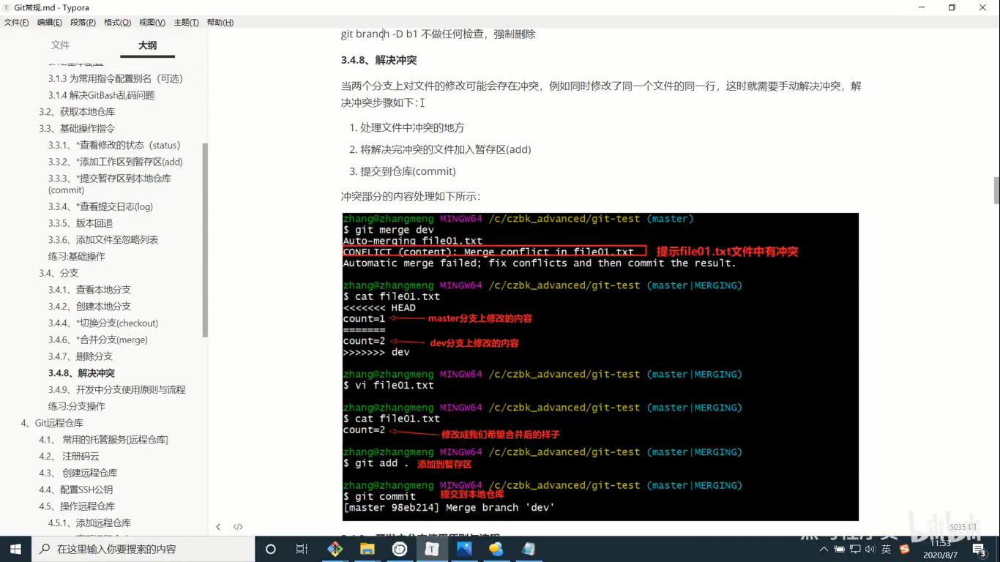 Git常规.md - Typora
文件(F) 编辑(E) 段落(P) 格式(O) 视图(V) 主题(T) 帮助(H)
文件 大纲
3.1.3 为常用指令配置别名（可选）
3.1.4 解决GitBash乱码问题
3.2、获取本地仓库
3.3、基础操作指令
3.3.1、*查看修改的状态（status）
3.3.2、*添加工作区到暂存区(add)
3.3.3、*提交暂存区到本地仓库
(commit)
3.3.4、*查看提交日志(log)
3.3.5、版本回退
3.3.6、添加文件至忽略列表
练习:基础操作
3.4、分支
3.4.1、查看本地分支
3.4.2、创建本地分支
3.4.4、*切换分支(checkout)
3.4.6、*合并分支(merge)
3.4.7、删除分支
3.4.8、解决冲突
3.4.9、开发中分支使用原则与流程
练习:分支操作
4、Git远程仓库
4.1、 常用的托管服务[远程仓库]
4.2、 注册码云
4.3、 创建远程仓库
4.4、配置SSH公钥
4.5、操作远程仓库
4.5.1、添加远程仓库
git branch -D b1 不做任何检查，强制删除
3.4.8、解决冲突
当两个分支上对文件的修改可能会存在冲突，例如同时修改了同一个文件的同一行，这时就需要手动解决冲突，解
决冲突步骤如下：
1. 处理文件中冲突的地方
2. 将解决完冲突的文件加入暂存区(add)
3. 提交到仓库(commit)
冲突部分的内容处理如下所示：
zhang@zhangmeng MINGW64 /c/czbk_advanced/git-test (master)
$ git merge dev
Auto-merging file01.txt
CONFLICT (content): Merge conflict in file01.txt 提示file01.txt文件中有冲突
Automatic merge failed; fix conflicts and then commit the result.
zhang@zhangmeng MINGW64 /c/czbk_advanced/git-test (master|MERGING)
$ cat file01.txt
<<<<<<< HEAD
count=1 master分支上修改的内容
=======
count=2 dev分支上修改的内容
>>>>>>> dev
zhang@zhangmeng MINGW64 /c/czbk_advanced/git-test (master|MERGING)
$ vi file01.txt
zhang@zhangmeng MINGW64 /c/czbk_advanced/git-test (master|MERGING)
$ cat file01.txt
count=2 修改成我们希望合并后的样子
zhang@zhangmeng MINGW64 /c/czbk_advanced/git-test (master|MERGING)
$ git add . 添加到暂存区
zhang@zhangmeng MINGW64 /c/czbk_advanced/git-test (master|MERGING)
$ git commit 提交到本地仓库
[master 98eb214] Merge branch 'dev'
6035 词
bilibili
在这里输入你要搜索的内容
英
11:53
2020/8/7
3